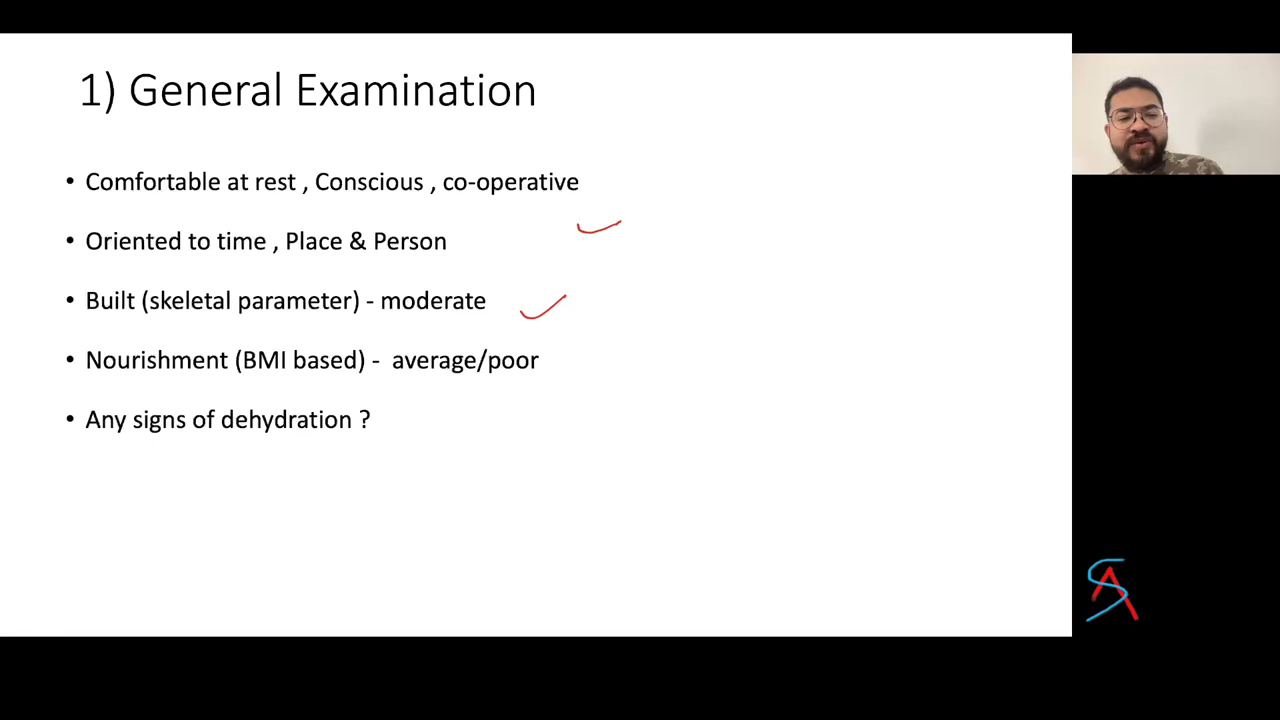 1) General Examination
• Comfortable at rest , Conscious , co-operative
• Oriented to time , Place & Person
• Built (skeletal parameter) - moderate
• Nourishment (BMI based) -  average/poor
• Any signs of dehydration ?
SA